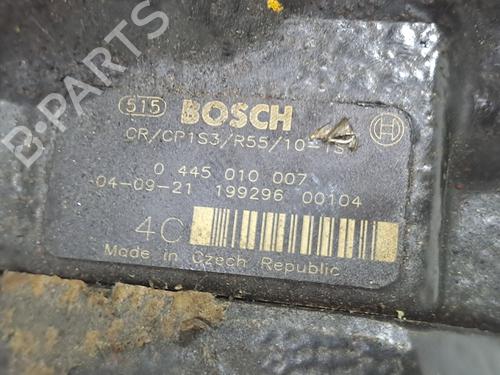 515 BOSCH
CR/CP1S3/R55/10-1S
0 445 010 007
04-09-21 199296 00104
4C
Made in Czech Republic